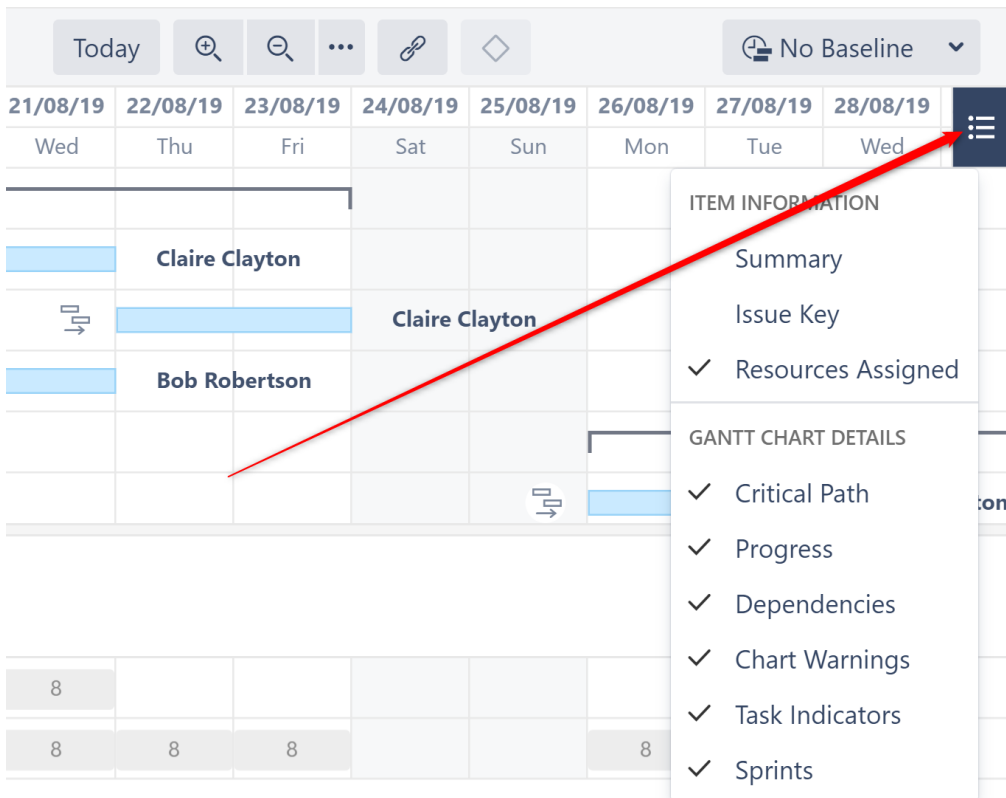 Today
No Baseline
21/08/19 22/08/19 23/08/19 24/08/19 25/08/19 26/08/19 27/08/19 28/08/19
Wed Thu Fri Sat Sun Mon Tue Wed
ITEM INFORMATION
Claire Clayton
Summary
Claire Clayton
Issue Key
Bob Robertson
Resources Assigned
GANTT CHART DETAILS
Critical Path
ton
Progress
Dependencies
Chart Warnings
8
Task Indicators
8 8 8 8
Sprints